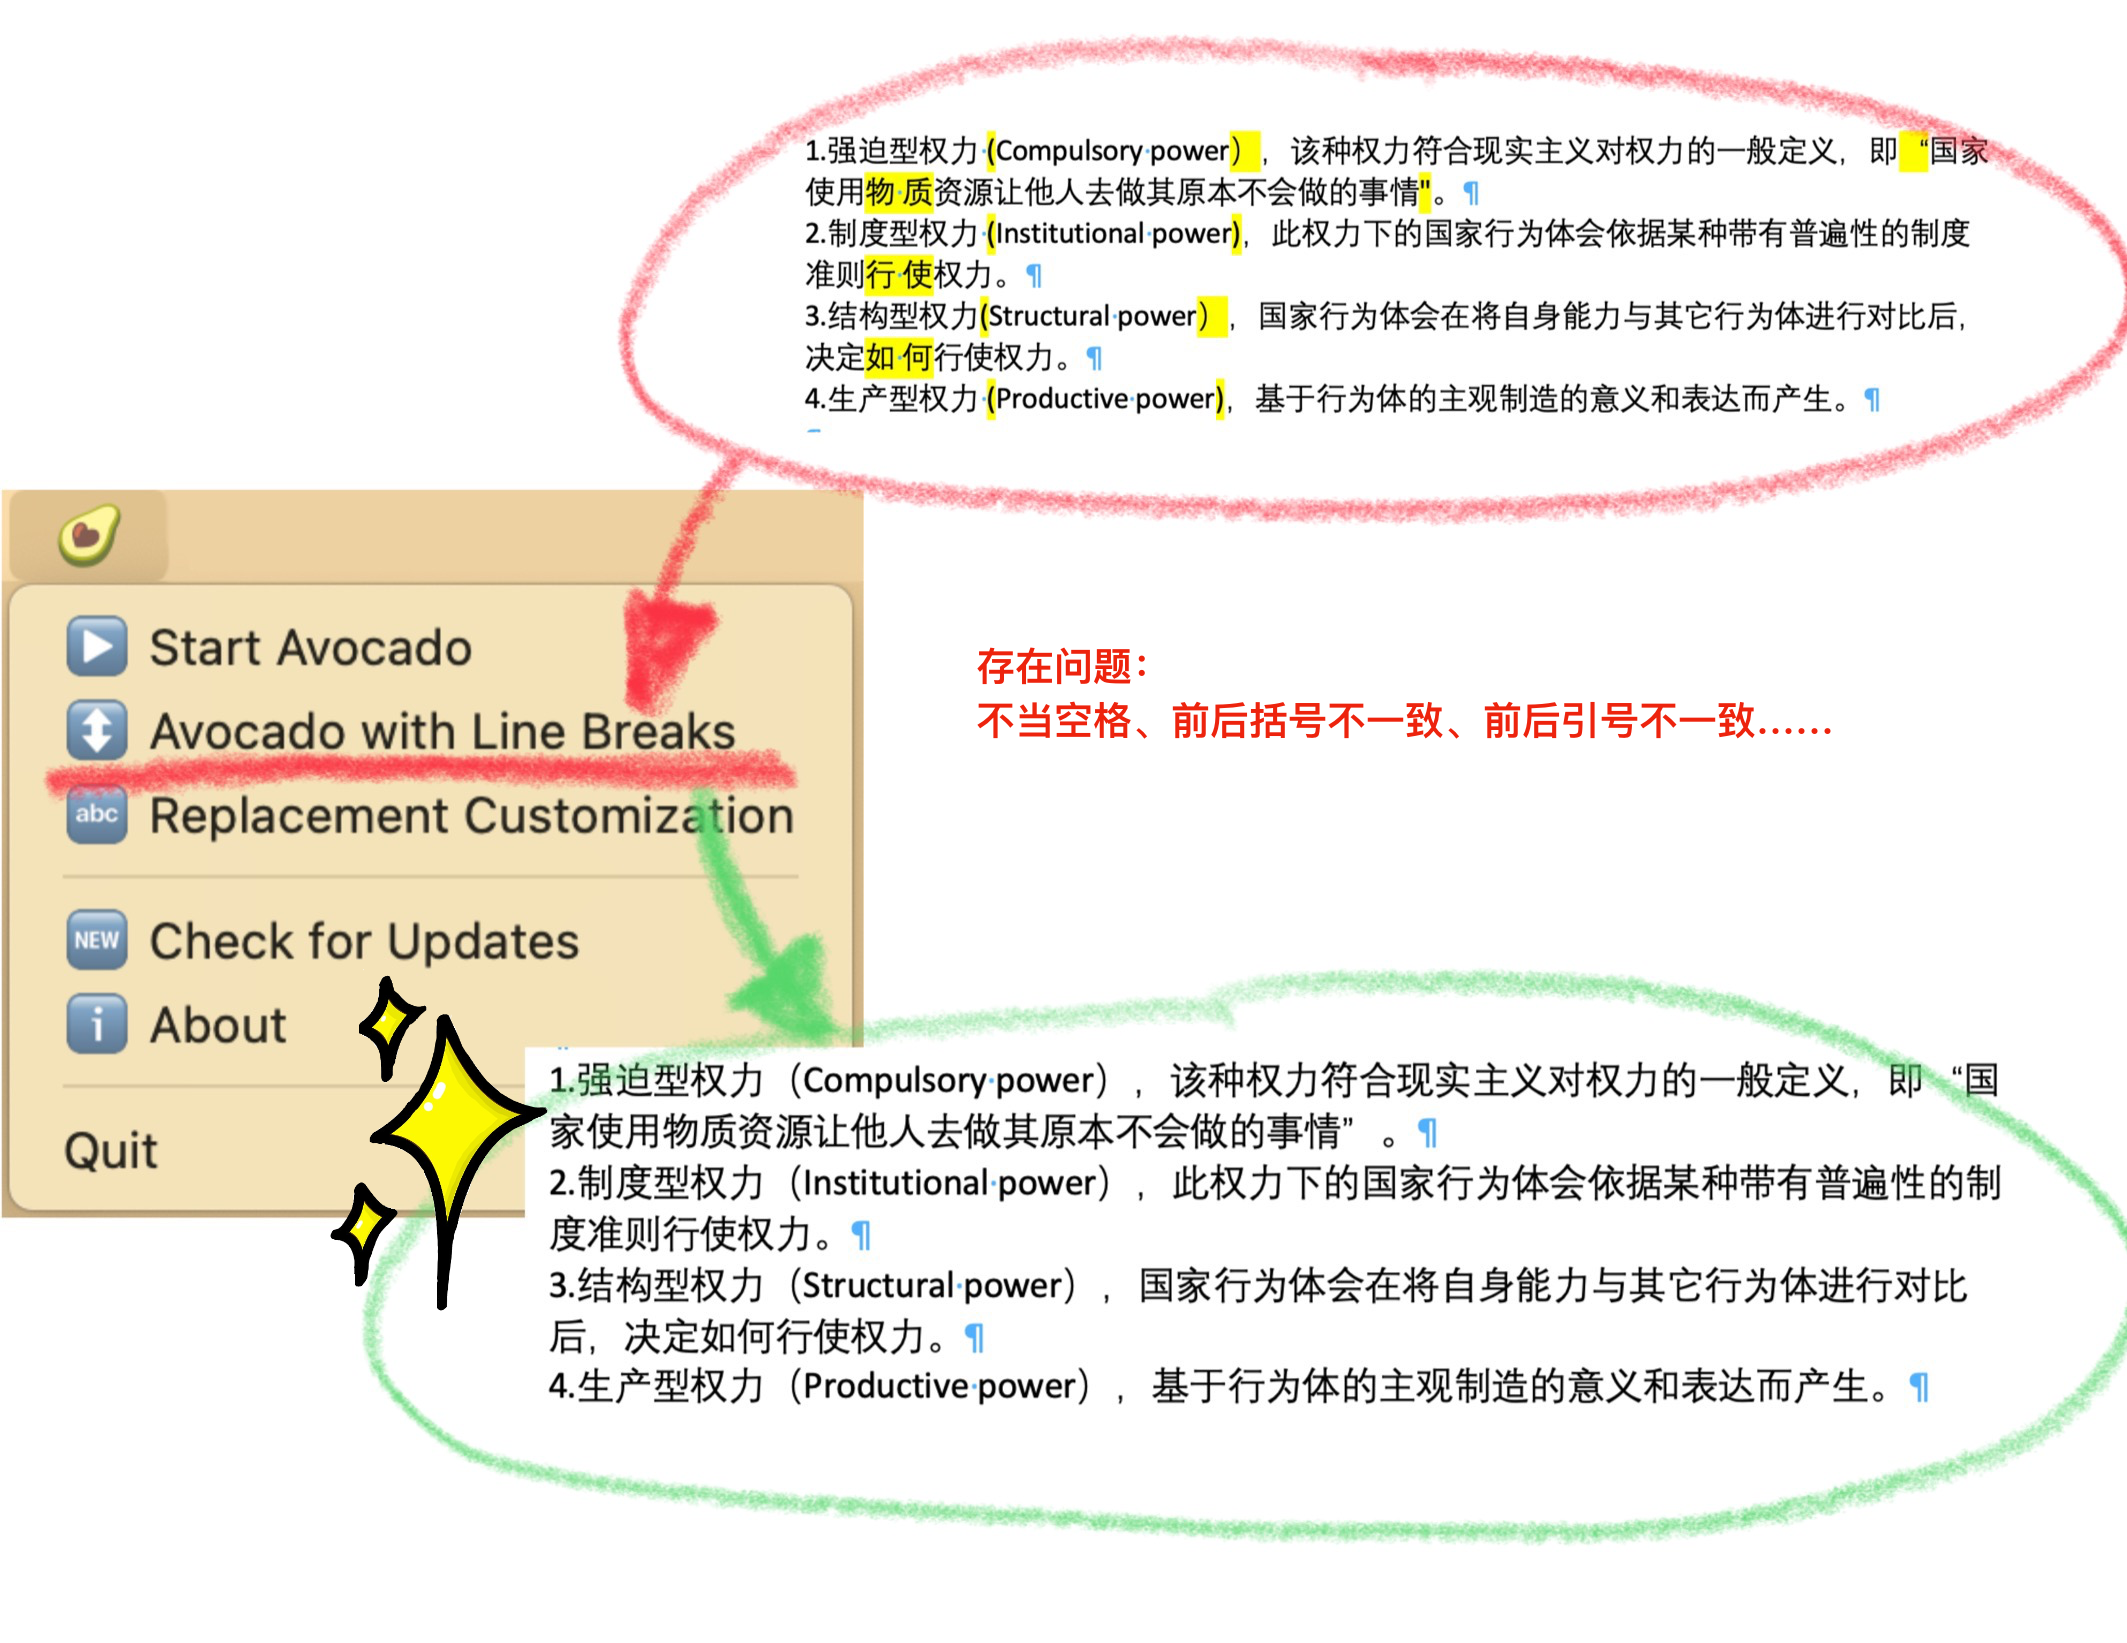 1.强迫型权力 (Compulsory power），该种权力符合现实主义对权力的一般定义，即“国家
使用物 质资源让他人去做其原本不会做的事情"。
2.制度型权力 (Institutional power)，此权力下的国家行为体会依据某种带有普遍性的制度
准则行 使权力。
3.结构型权力(Structural power），国家行为体会在将自身能力与其它行为体进行对比后，
决定如 何行使权力。
4.生产型权力 (Productive power)，基于行为体的主观制造的意义和表达而产生。
Start Avocado
Avocado with Line Breaks
abc Replacement Customization
NEW Check for Updates
i About
Quit
存在问题：
不当空格、前后括号不一致、前后引号不一致……
1.强迫型权力（Compulsory power），该种权力符合现实主义对权力的一般定义，即“国
家使用物质资源让他人去做其原本不会做的事情”。
2.制度型权力（Institutional power），此权力下的国家行为体会依据某种带有普遍性的制
度准则行使权力。
3.结构型权力（Structural power），国家行为体会在将自身能力与其它行为体进行对比
后，决定如何行使权力。
4.生产型权力（Productive power），基于行为体的主观制造的意义和表达而产生。